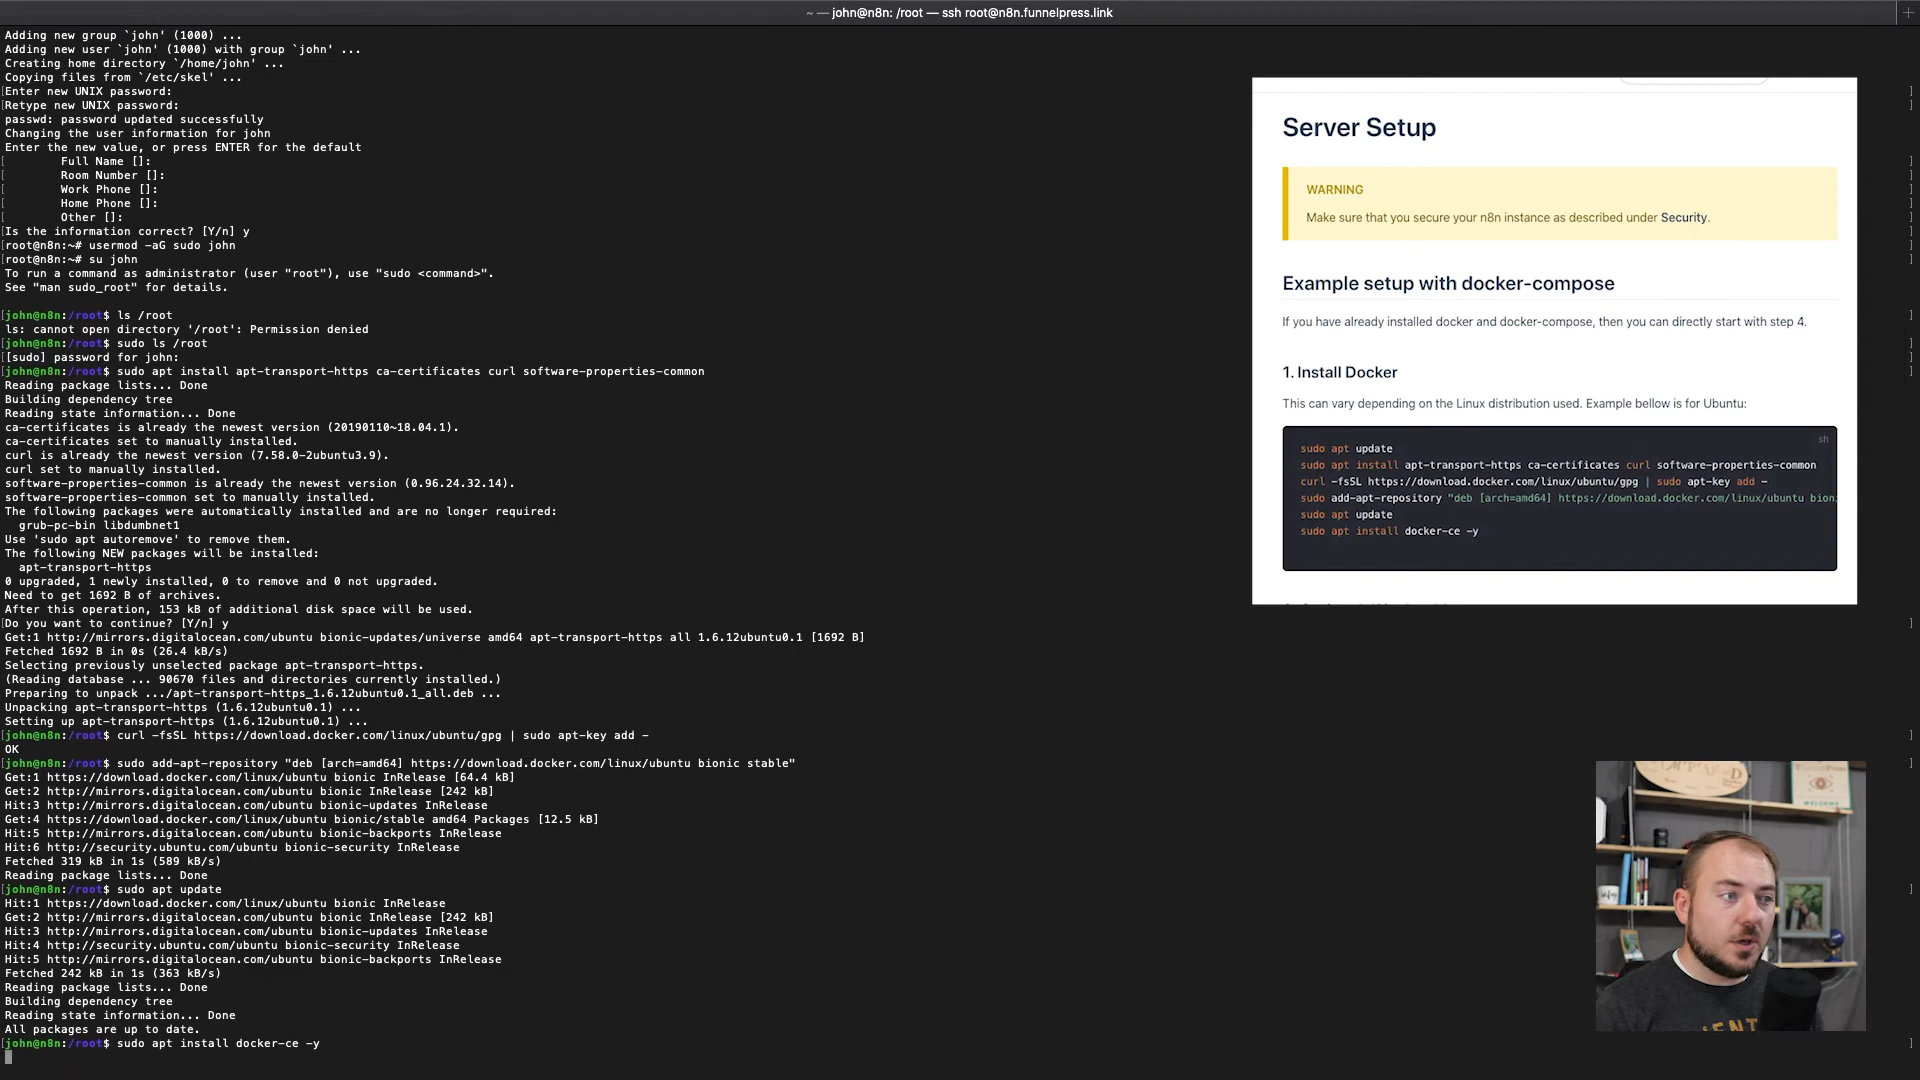 ~ — john@n8n: /root — ssh root@n8n.funnelpress.link
Adding new group `john' (1000) ...
Adding new user `john' (1000) with group `john' ...
Creating home directory `/home/john' ...
Copying files from `/etc/skel' ...
[Enter new UNIX password:
[Retype new UNIX password:
passwd: password updated successfully
Changing the user information for john
Enter the new value, or press ENTER for the default
[        Full Name []:
[        Room Number []:
[        Work Phone []:
[        Home Phone []:
[        Other []:
[Is the information correct? [Y/n] y
[root@n8n:~# usermod -aG sudo john
[root@n8n:~# su john
To run a command as administrator (user "root"), use "sudo <command>".
See "man sudo_root" for details.
[john@n8n:/root$ ls /root
ls: cannot open directory '/root': Permission denied
[john@n8n:/root$ sudo ls /root
[[sudo] password for john:
[john@n8n:/root$ sudo apt install apt-transport-https ca-certificates curl software-properties-common
Reading package lists... Done
Building dependency tree
Reading state information... Done
ca-certificates is already the newest version (20190110~18.04.1).
ca-certificates set to manually installed.
curl is already the newest version (7.58.0-2ubuntu3.9).
curl set to manually installed.
software-properties-common is already the newest version (0.96.24.32.14).
software-properties-common set to manually installed.
The following packages were automatically installed and are no longer required:
  grub-pc-bin libdumbnet1
Use 'sudo apt autoremove' to remove them.
The following NEW packages will be installed:
  apt-transport-https
0 upgraded, 1 newly installed, 0 to remove and 0 not upgraded.
Need to get 1692 B of archives.
After this operation, 153 kB of additional disk space will be used.
[Do you want to continue? [Y/n] y
Get:1 http://mirrors.digitalocean.com/ubuntu bionic-updates/universe amd64 apt-transport-https all 1.6.12ubuntu0.1 [1692 B]
Fetched 1692 B in 0s (26.4 kB/s)
Selecting previously unselected package apt-transport-https.
(Reading database ... 90670 files and directories currently installed.)
Preparing to unpack .../apt-transport-https_1.6.12ubuntu0.1_all.deb ...
Unpacking apt-transport-https (1.6.12ubuntu0.1) ...
Setting up apt-transport-https (1.6.12ubuntu0.1) ...
[john@n8n:/root$ curl -fsSL https://download.docker.com/linux/ubuntu/gpg | sudo apt-key add -
OK
[john@n8n:/root$ sudo add-apt-repository "deb [arch=amd64] https://download.docker.com/linux/ubuntu bionic stable"
Get:1 https://download.docker.com/linux/ubuntu bionic InRelease [64.4 kB]
Get:2 http://mirrors.digitalocean.com/ubuntu bionic InRelease [242 kB]
Hit:3 http://mirrors.digitalocean.com/ubuntu bionic-updates InRelease
Get:4 https://download.docker.com/linux/ubuntu bionic/stable amd64 Packages [12.5 kB]
Hit:5 http://mirrors.digitalocean.com/ubuntu bionic-backports InRelease
Hit:6 http://security.ubuntu.com/ubuntu bionic-security InRelease
Fetched 319 kB in 1s (589 kB/s)
Reading package lists... Done
[john@n8n:/root$ sudo apt update
Hit:1 https://download.docker.com/linux/ubuntu bionic InRelease
Get:2 http://mirrors.digitalocean.com/ubuntu bionic InRelease [242 kB]
Hit:3 http://mirrors.digitalocean.com/ubuntu bionic-updates InRelease
Hit:4 http://security.ubuntu.com/ubuntu bionic-security InRelease
Hit:5 http://mirrors.digitalocean.com/ubuntu bionic-backports InRelease
Fetched 242 kB in 1s (363 kB/s)
Reading package lists... Done
Building dependency tree
Reading state information... Done
All packages are up to date.
[john@n8n:/root$ sudo apt install docker-ce -y
Server Setup
WARNING
Make sure that you secure your n8n instance as described under Security.
Example setup with docker-compose
If you have already installed docker and docker-compose, then you can directly start with step 4.
1. Install Docker
This can vary depending on the Linux distribution used. Example bellow is for Ubuntu:
sh
sudo apt update
sudo apt install apt-transport-https ca-certificates curl software-properties-common
curl -fsSL https://download.docker.com/linux/ubuntu/gpg | sudo apt-key add -
sudo add-apt-repository "deb [arch=amd64] https://download.docker.com/linux/ubuntu bion
sudo apt update
sudo apt install docker-ce -y